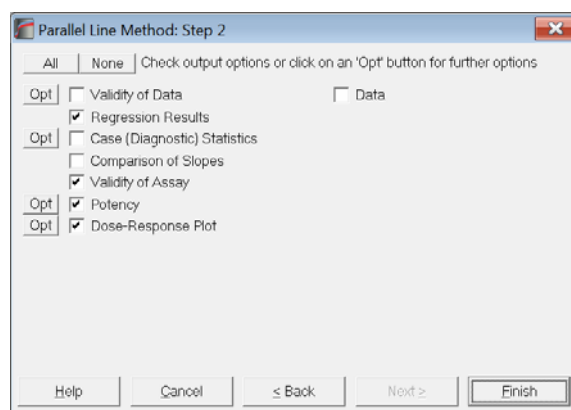 Parallel Line Method: Step 2
All None Check output options or click on an 'Opt' button for further options
Opt Validity of Data Data
Regression Results
Opt Case (Diagnostic) Statistics
Comparison of Slopes
Validity of Assay
Opt Potency
Opt Dose-Response Plot
Help Cancel < Back Next > Finish